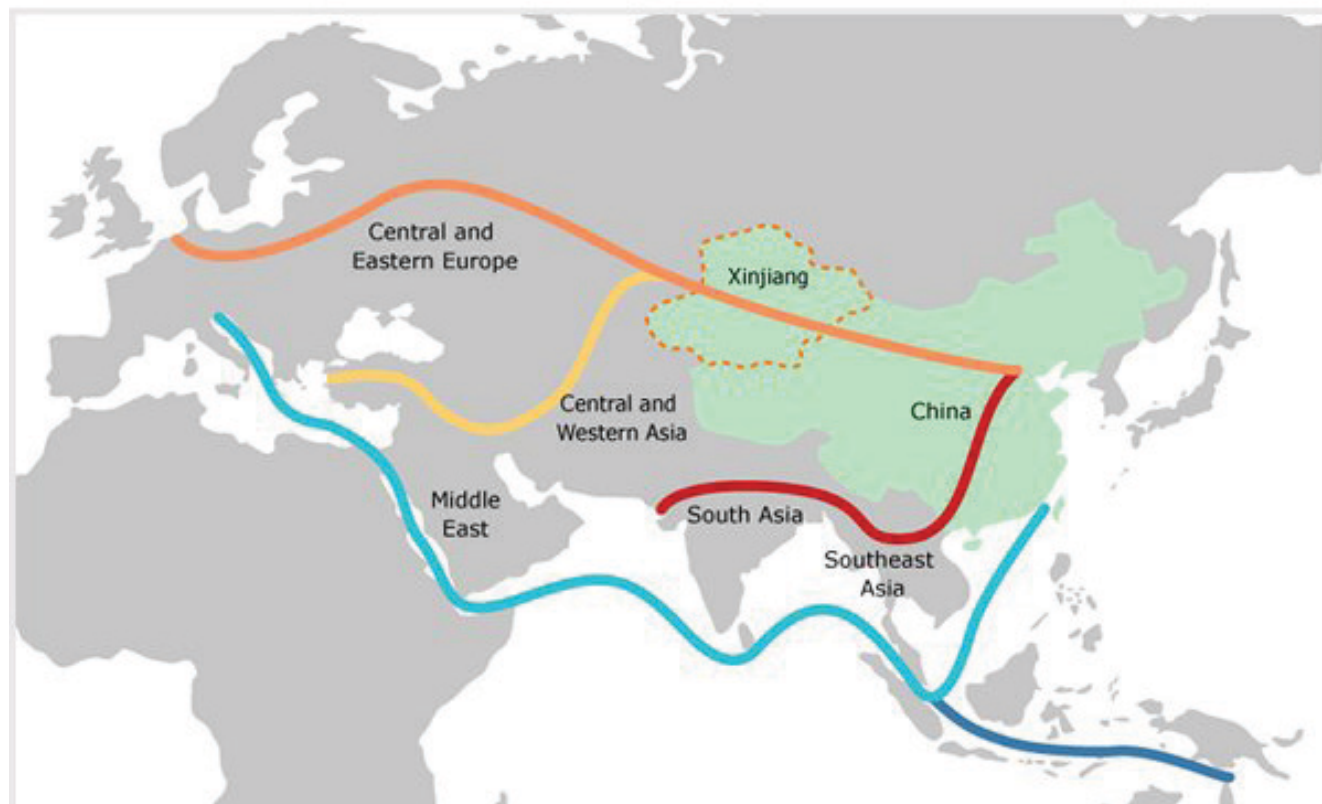 Central and
Eastern Europe
Xinjiang
Central and
Western Asia
China
Middle
East
South Asia
Southeast
Asia